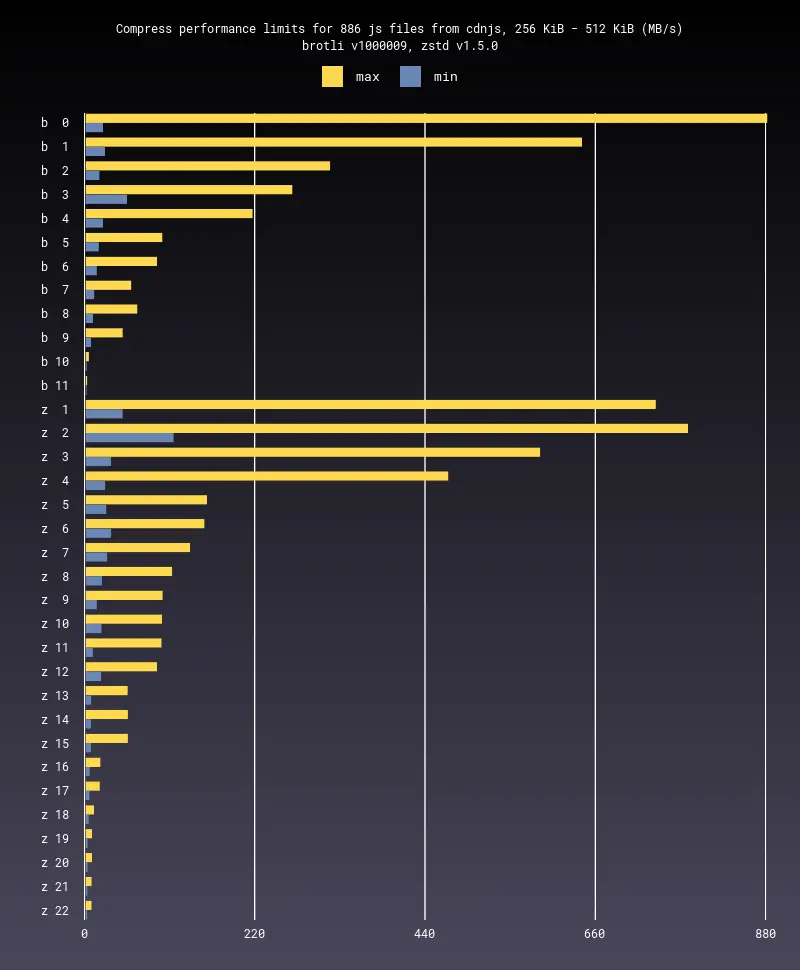 Compress performance limits for 886 js files from cdnjs, 256 KiB - 512 KiB (MB/s)
brotli v1000009, zstd v1.5.0
max min
b 0
b 1
b 2
b 3
b 4
b 5
b 6
b 7
b 8
b 9
b 10
b 11
z 1
z 2
z 3
z 4
z 5
z 6
z 7
z 8
z 9
z 10
z 11
z 12
z 13
z 14
z 15
z 16
z 17
z 18
z 19
z 20
z 21
z 22
0 220 440 660 880